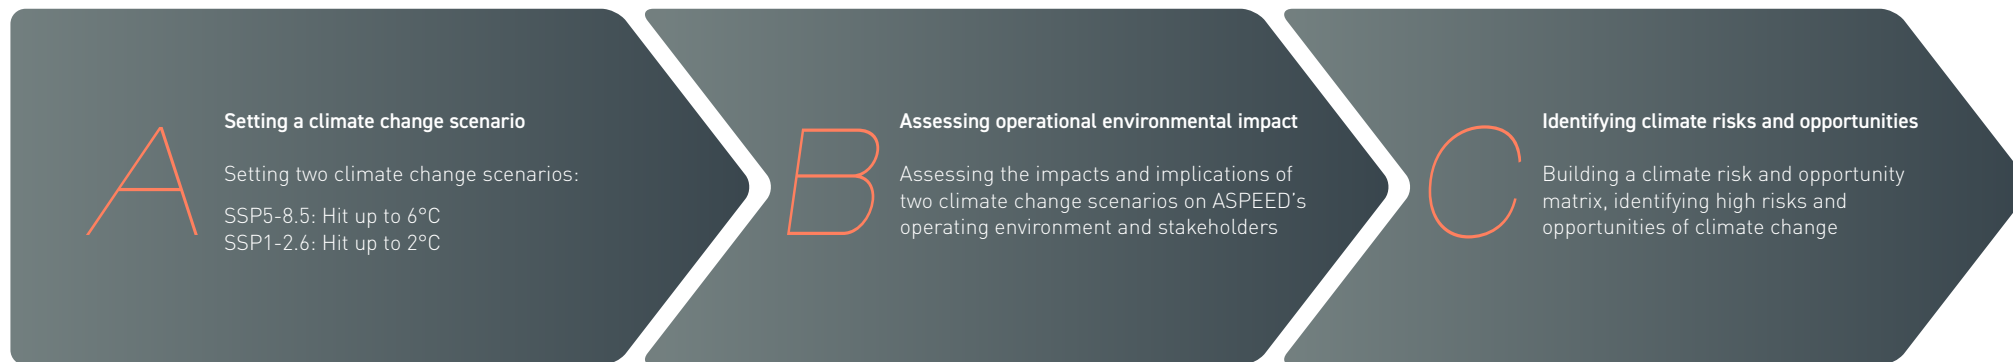 A
Setting a climate change scenario
Setting two climate change scenarios:
SSP5-8.5: Hit up to 6°C
SSP1-2.6: Hit up to 2°C
B
Assessing operational environmental impact
Assessing the impacts and implications of
two climate change scenarios on ASPEED's
operating environment and stakeholders
C
Identifying climate risks and opportunities
Building a climate risk and opportunity
matrix, identifying high risks and
opportunities of climate change